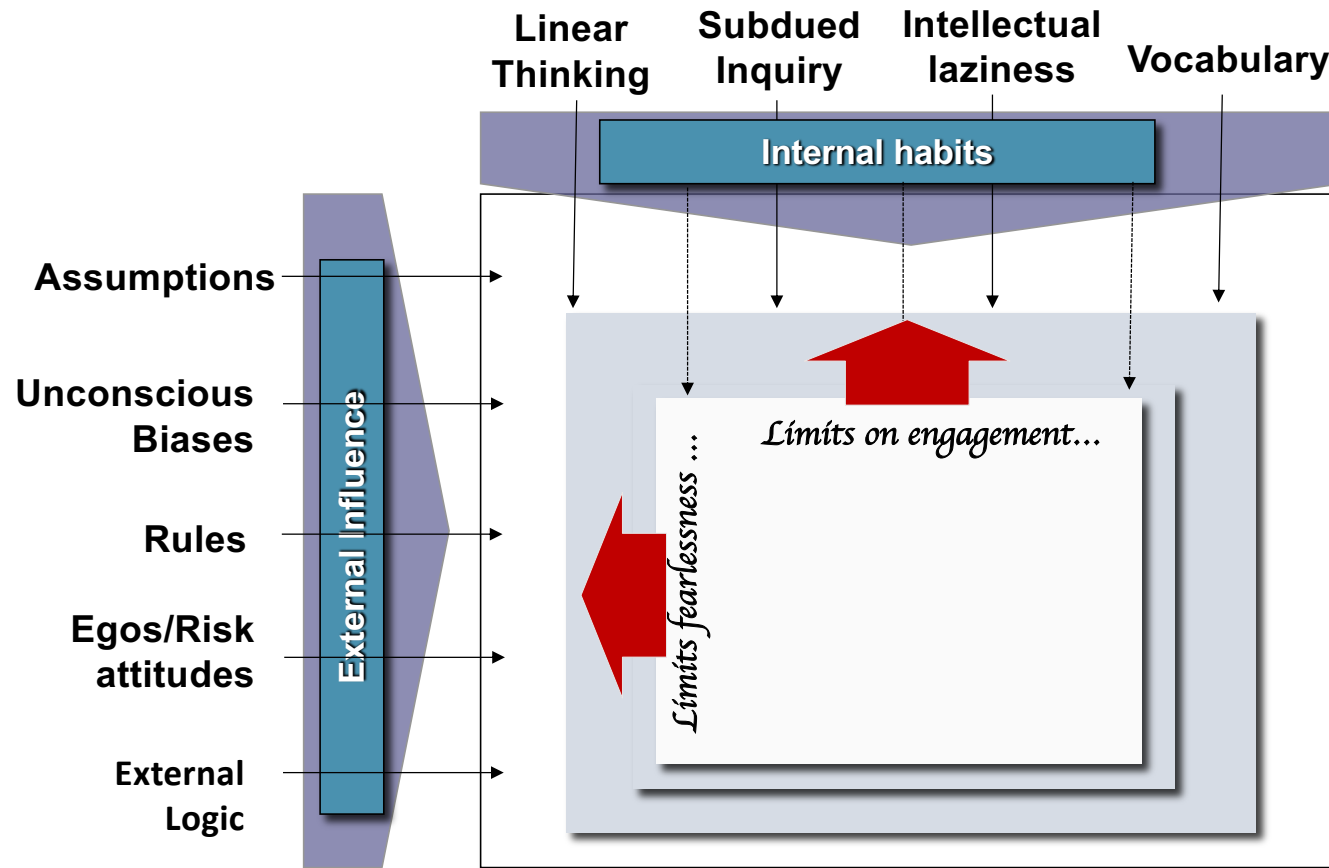 Linear
Thinking
Subdued
Inquiry
Intellectual
laziness
Vocabulary
Internal habits
Assumptions
Unconscious
Biases
Rules
Egos/Risk
attitudes
External
Logic
External Influence
Limits on engagement...
Limits fearlessness ...